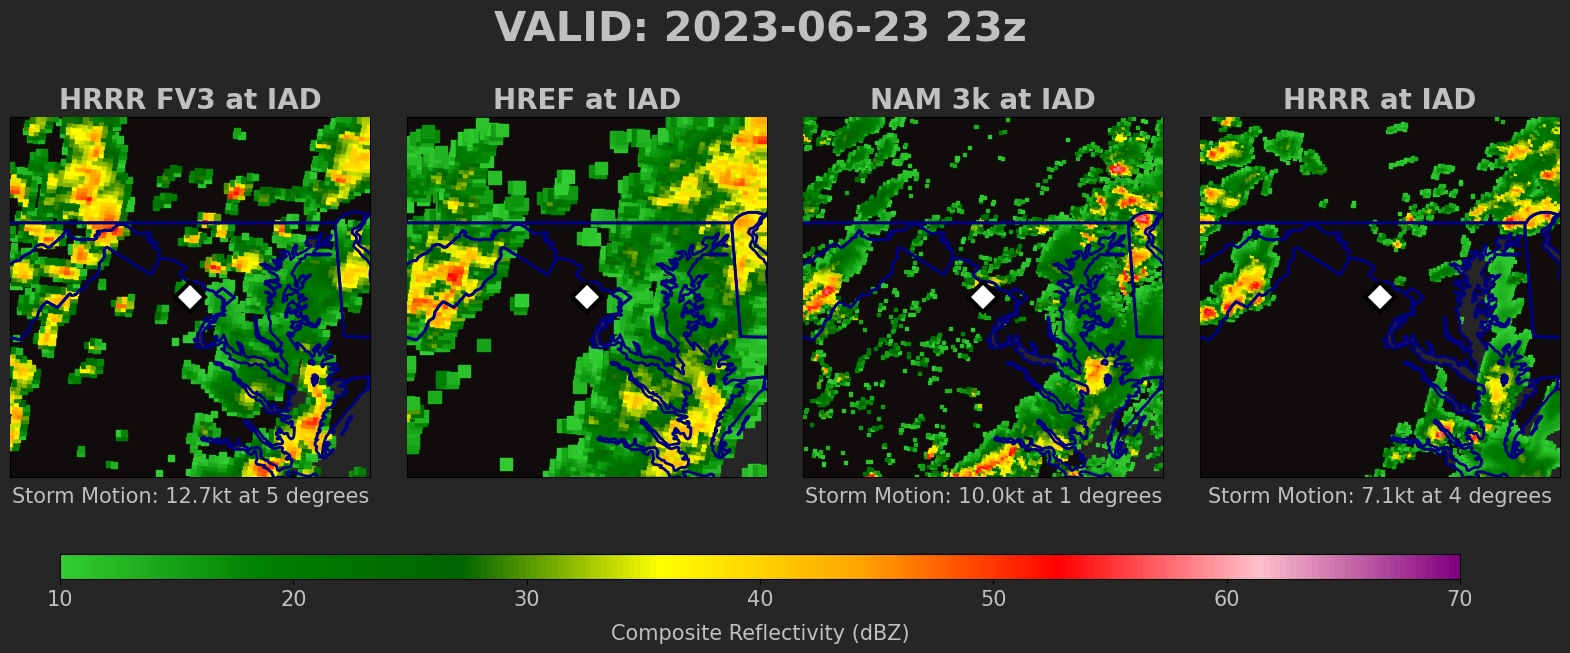 VALID: 2023-06-23 23z
HRRR FV3 at IAD
HREF at IAD
NAM 3k at IAD
HRRR at IAD
Storm Motion: 12.7kt at 5 degrees
Storm Motion: 10.0kt at 1 degrees
Storm Motion: 7.1kt at 4 degrees
10 20 30 40 50 60 70
Composite Reflectivity (dBZ)